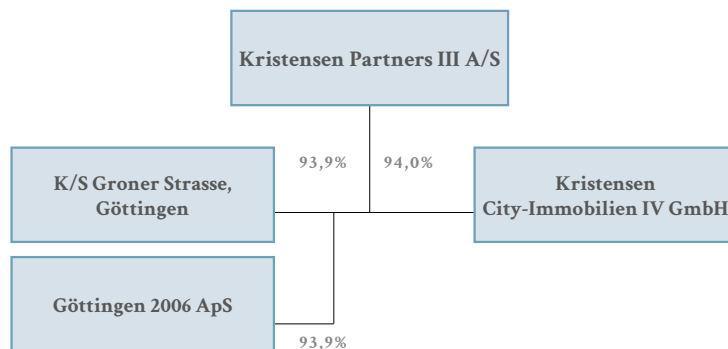 Kristensen Partners III A/S
93,9%
94,0%
K/S Groner Strasse,
Göttingen
Kristensen
City-Immobilien IV GmbH
Göttingen 2006 ApS
93,9%